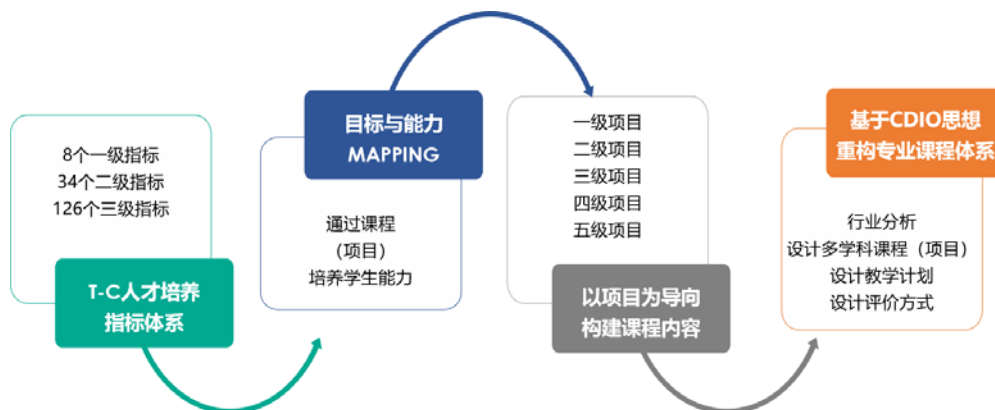 8个一级指标
34个二级指标
126个三级指标
T-C人才培养
指标体系
目标与能力
MAPPING
通过课程
（项目）
培养学生能力
一级项目
二级项目
三级项目
四级项目
五级项目
以项目为导向
构建课程内容
基于CDIO思想
重构专业课程体系
行业分析
设计多学科课程（项目）
设计教学计划
设计评价方式